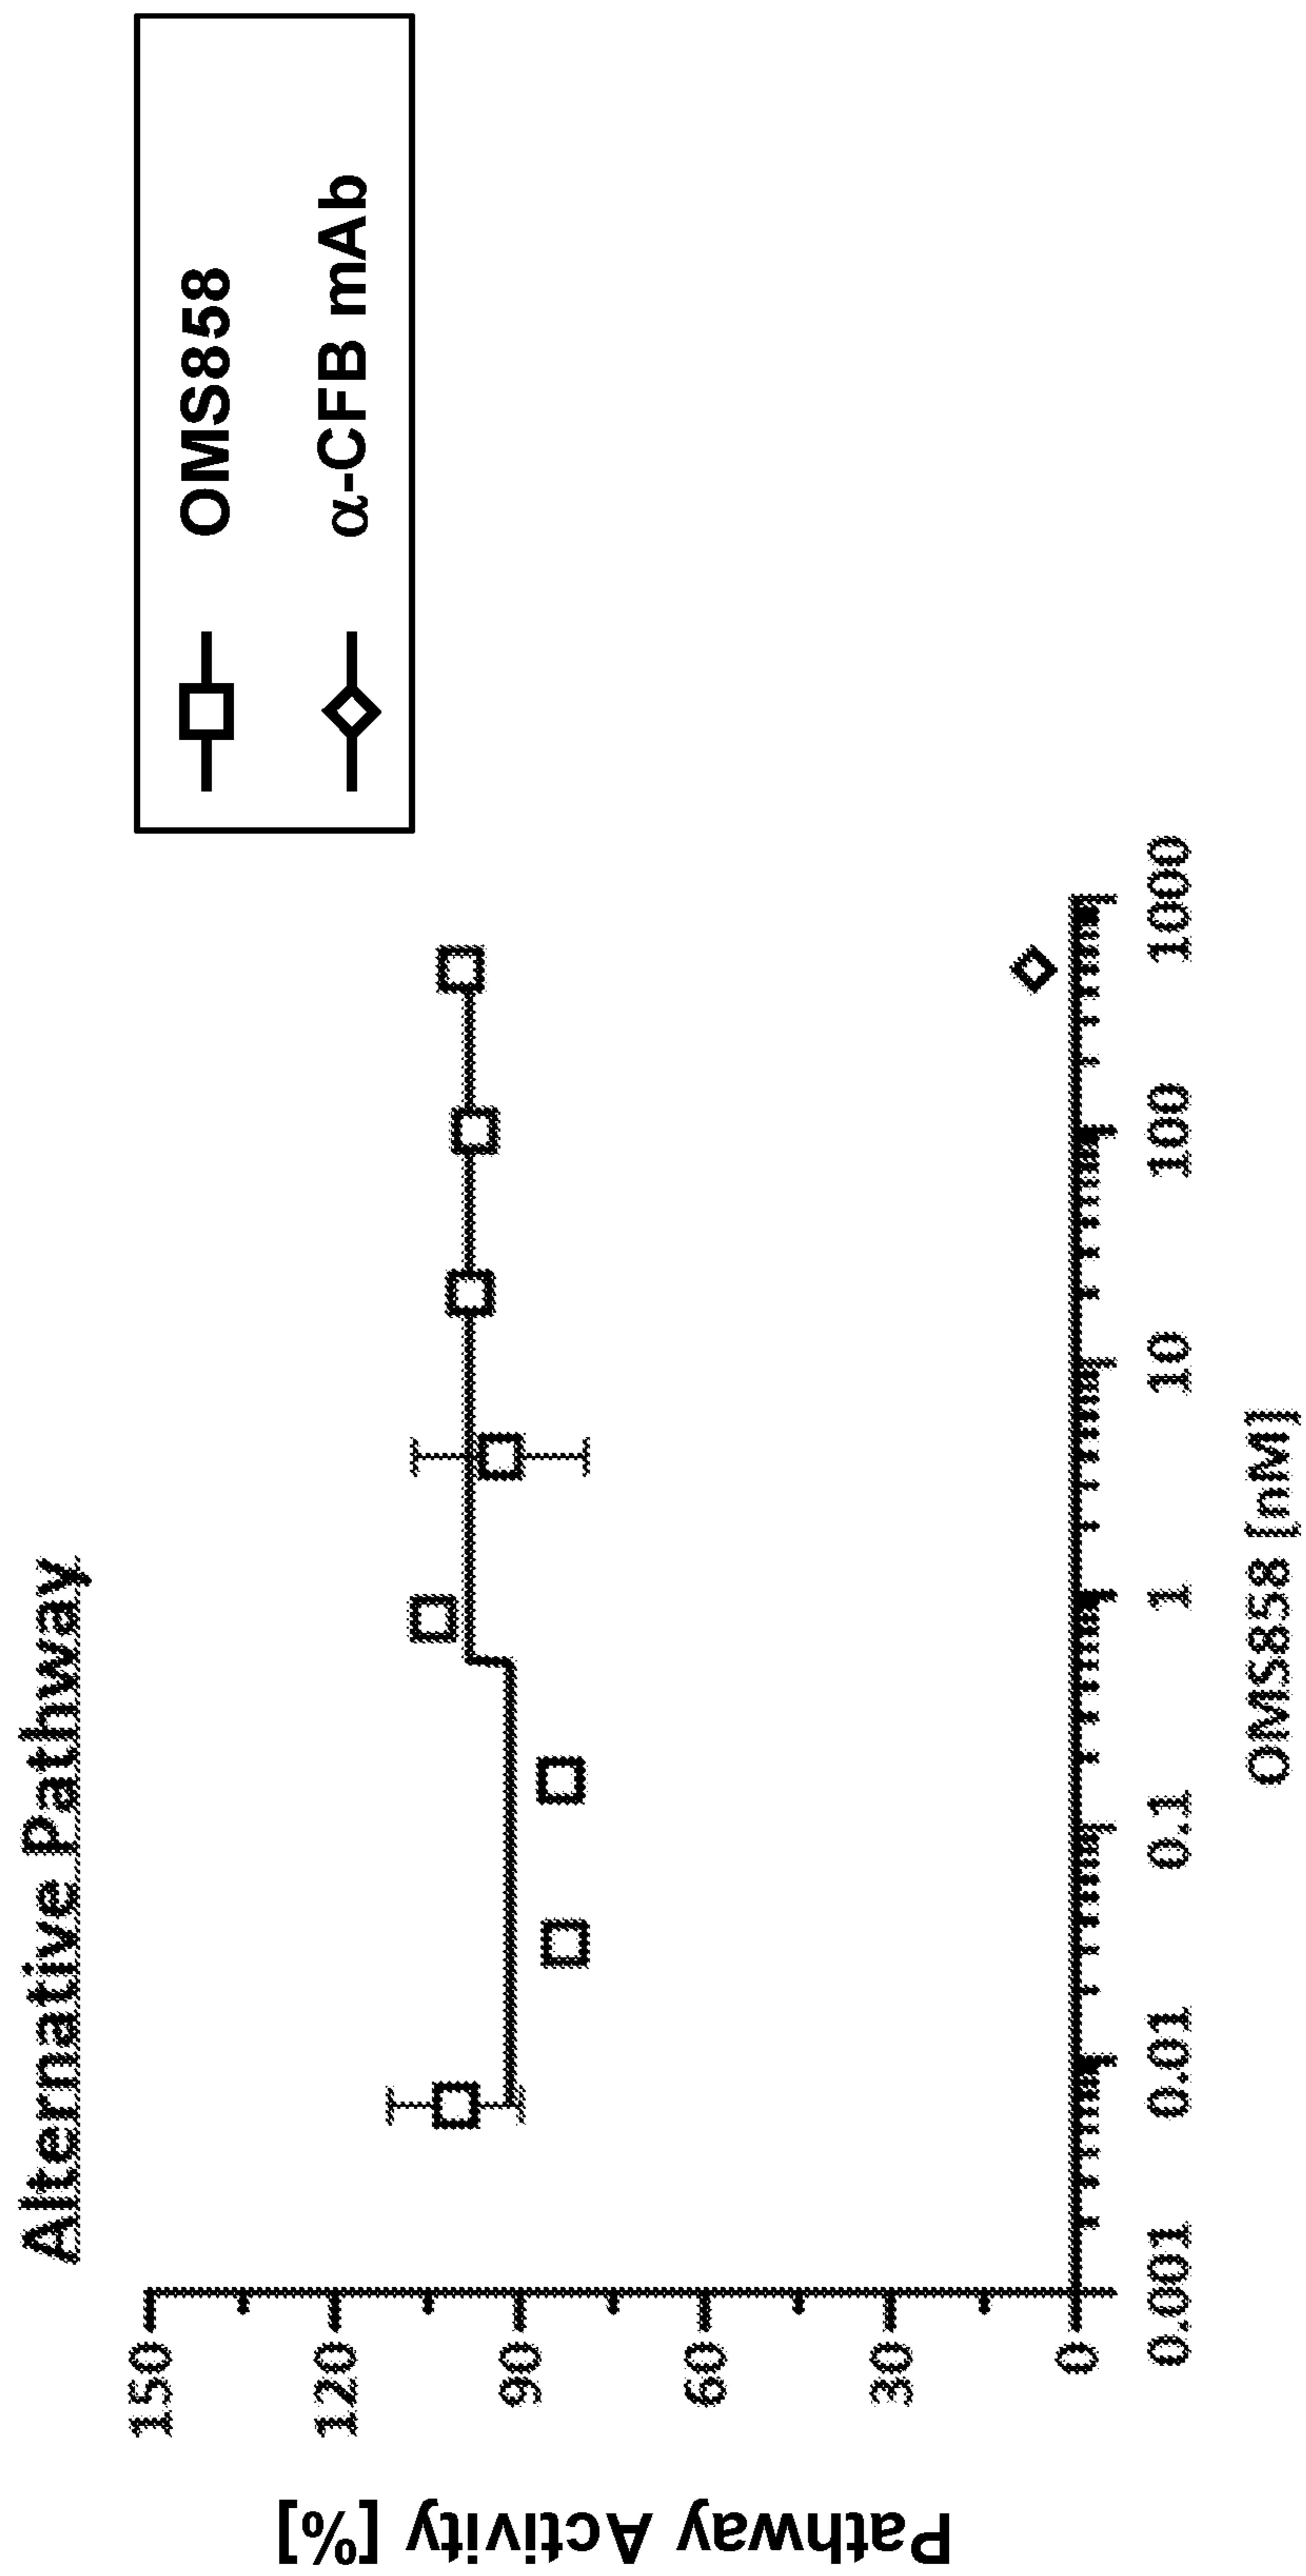 Alternative Pathway
OMS858
α-CFB mAb
Pathway Activity [%]
150
120
90
60
30
0
0.001
0.01
0.1
1
10
100
1000
OMS858 [nM]